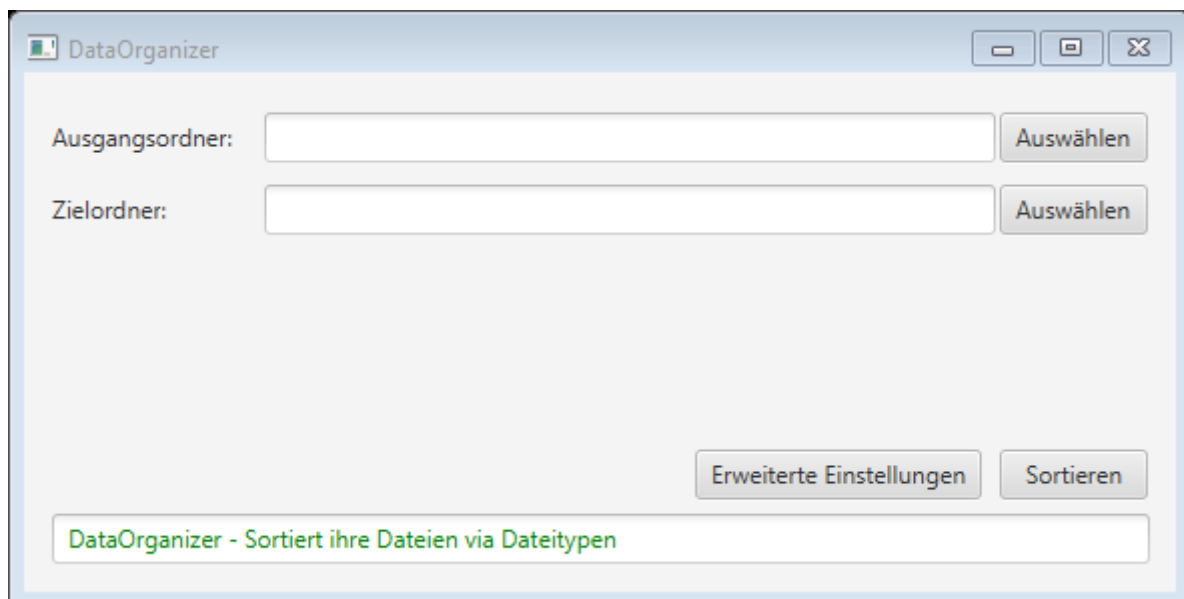 DataOrganizer
Ausgangsordner:
Auswählen
Zielordner:
Auswählen
Erweiterte Einstellungen
Sortieren
DataOrganizer - Sortiert ihre Dateien via Dateitypen